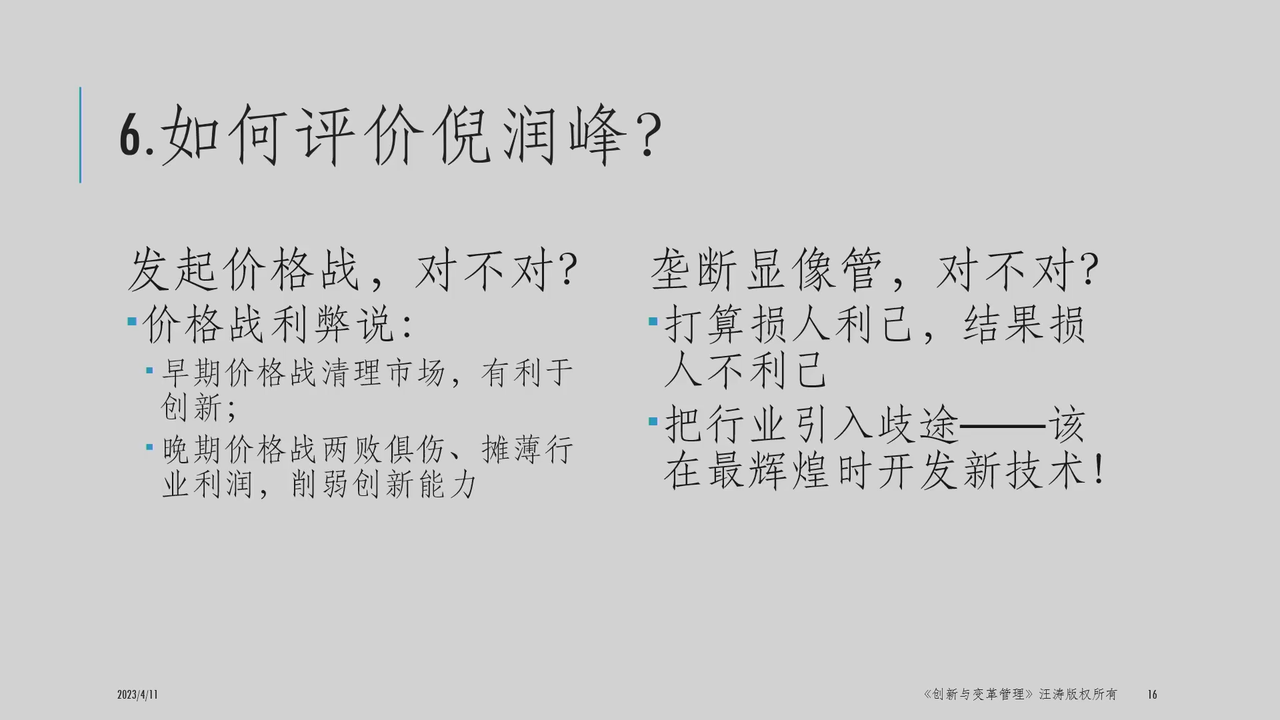 6.如何评价倪润峰？
发起价格战，对不对？
价格战利弊说：
早期价格战清理市场，有利于
创新；
晚期价格战两败俱伤、摊薄行
业利润，削弱创新能力
垄断显像管，对不对？
打算损人利己，结果损
人不利己
把行业引入歧途——该
在最辉煌时开发新技术！
2023/4/11
《创新与变革管理》汪涛版权所有
16